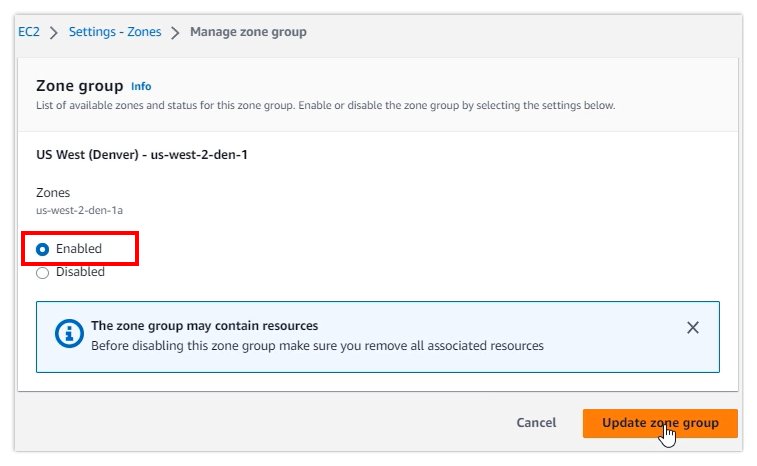 EC2 > Settings - Zones > Manage zone group
Zone group Info
List of available zones and status for this zone group. Enable or disable the zone group by selecting the settings below.
US West (Denver) - us-west-2-den-1
Zones
us-west-2-den-1a
Enabled
Disabled
The zone group may contain resources
Before disabling this zone group make sure you remove all associated resources
Cancel Update zone group